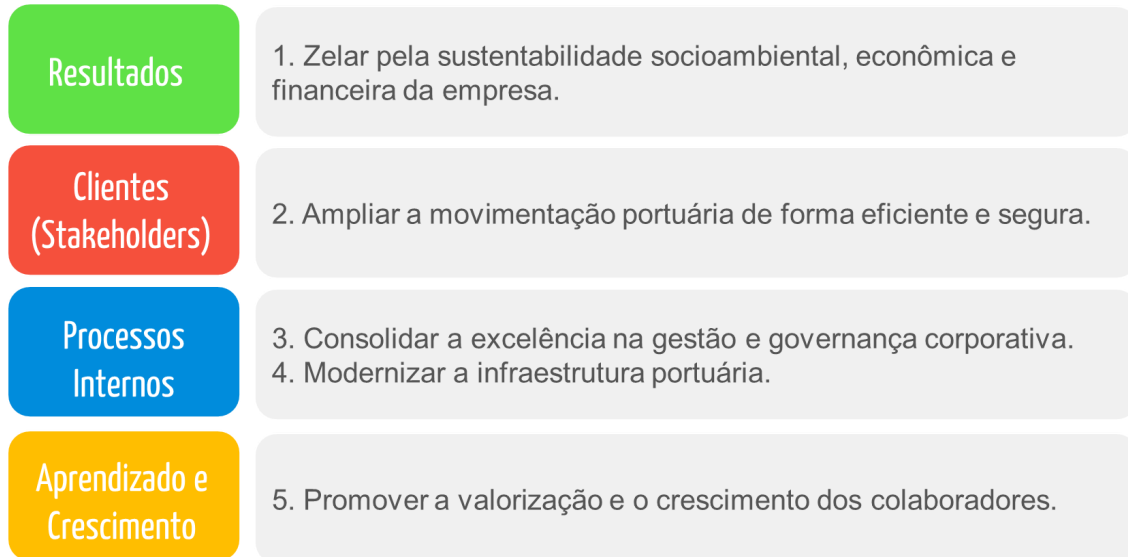 Resultados
1. Zelar pela sustentabilidade socioambiental, econômica e
financeira da empresa.
Clientes
(Stakeholders)
2. Ampliar a movimentação portuária de forma eficiente e segura.
Processos
Internos
3. Consolidar a excelência na gestão e governança corporativa.
4. Modernizar a infraestrutura portuária.
Aprendizado e
Crescimento
5. Promover a valorização e o crescimento dos colaboradores.